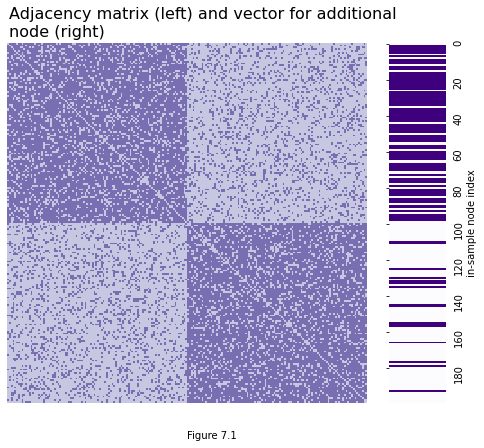 Adjacency matrix (left) and vector for additional
node (right)
0
20
40
60
80
100
120
140
160
180
in-sample node index
Figure 7.1